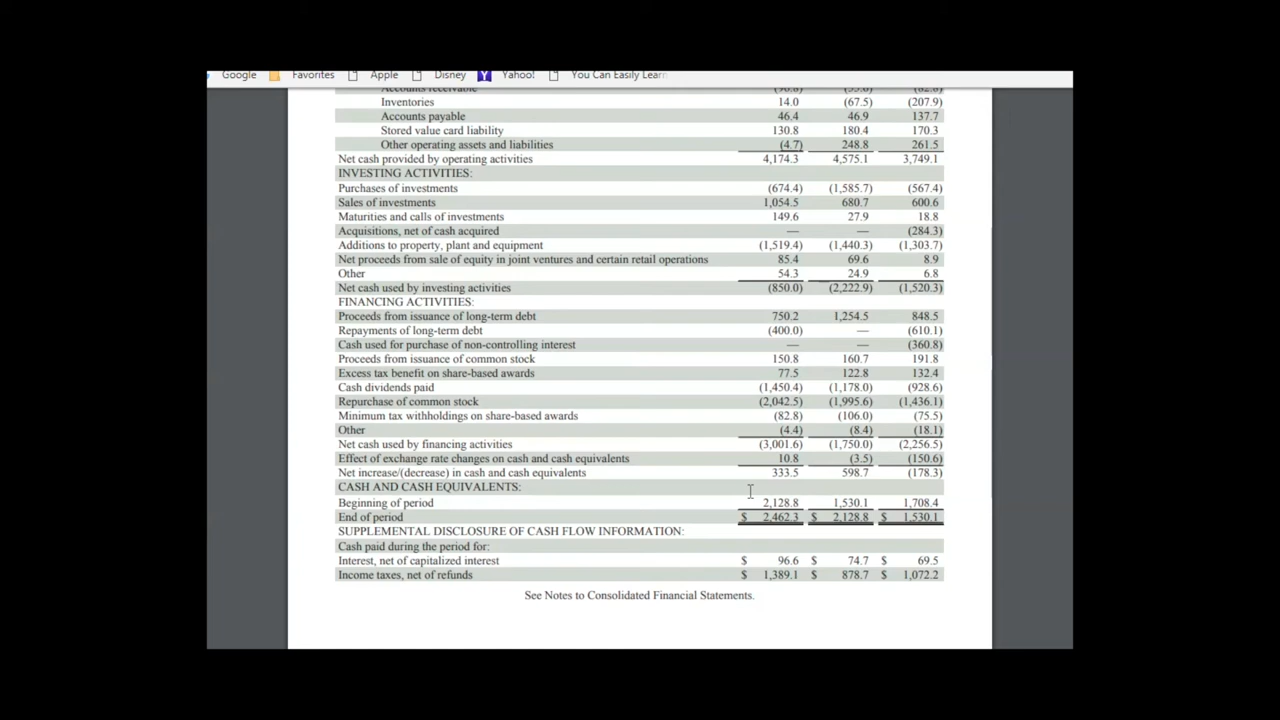 Google Favorites Apple Disney Yahoo! You Can Easily Learn
Accounts receivable
Inventories 14.0 (67.5) (207.9)
Accounts payable 46.4 46.9 137.7
Stored value card liability 130.8 180.4 170.3
Other operating assets and liabilities (4.7) 248.8 261.5
Net cash provided by operating activities 4,174.3 4,575.1 3,749.1
INVESTING ACTIVITIES:
Purchases of investments (674.4) (1,585.7) (567.4)
Sales of investments 1,054.5 680.7 600.6
Maturities and calls of investments 149.6 27.9 18.8
Acquisitions, net of cash acquired — — (284.3)
Additions to property, plant and equipment (1,519.4) (1,440.3) (1,303.7)
Net proceeds from sale of equity in joint ventures and certain retail operations 85.4 69.6 8.9
Other 54.3 24.9 6.8
Net cash used by investing activities (850.0) (2,222.9) (1,520.3)
FINANCING ACTIVITIES:
Proceeds from issuance of long-term debt 750.2 1,254.5 848.5
Repayments of long-term debt (400.0) — (610.1)
Cash used for purchase of non-controlling interest — — (360.8)
Proceeds from issuance of common stock 150.8 160.7 191.8
Excess tax benefit on share-based awards 77.5 122.8 132.4
Cash dividends paid (1,450.4) (1,178.0) (928.6)
Repurchase of common stock (2,042.5) (1,995.6) (1,436.1)
Minimum tax withholdings on share-based awards (82.8) (106.0) (75.5)
Other (4.4) (8.4) (18.1)
Net cash used by financing activities (3,001.6) (1,750.0) (2,256.5)
Effect of exchange rate changes on cash and cash equivalents 10.8 (3.5) (150.6)
Net increase/(decrease) in cash and cash equivalents 333.5 598.7 (178.3)
CASH AND CASH EQUIVALENTS:
Beginning of period 2,128.8 1,530.1 1,708.4
End of period $ 2,462.3 $ 2,128.8 $ 1,530.1
SUPPLEMENTAL DISCLOSURE OF CASH FLOW INFORMATION:
Cash paid during the period for:
Interest, net of capitalized interest $ 96.6 $ 74.7 $ 69.5
Income taxes, net of refunds $ 1,389.1 $ 878.7 $ 1,072.2
See Notes to Consolidated Financial Statements.